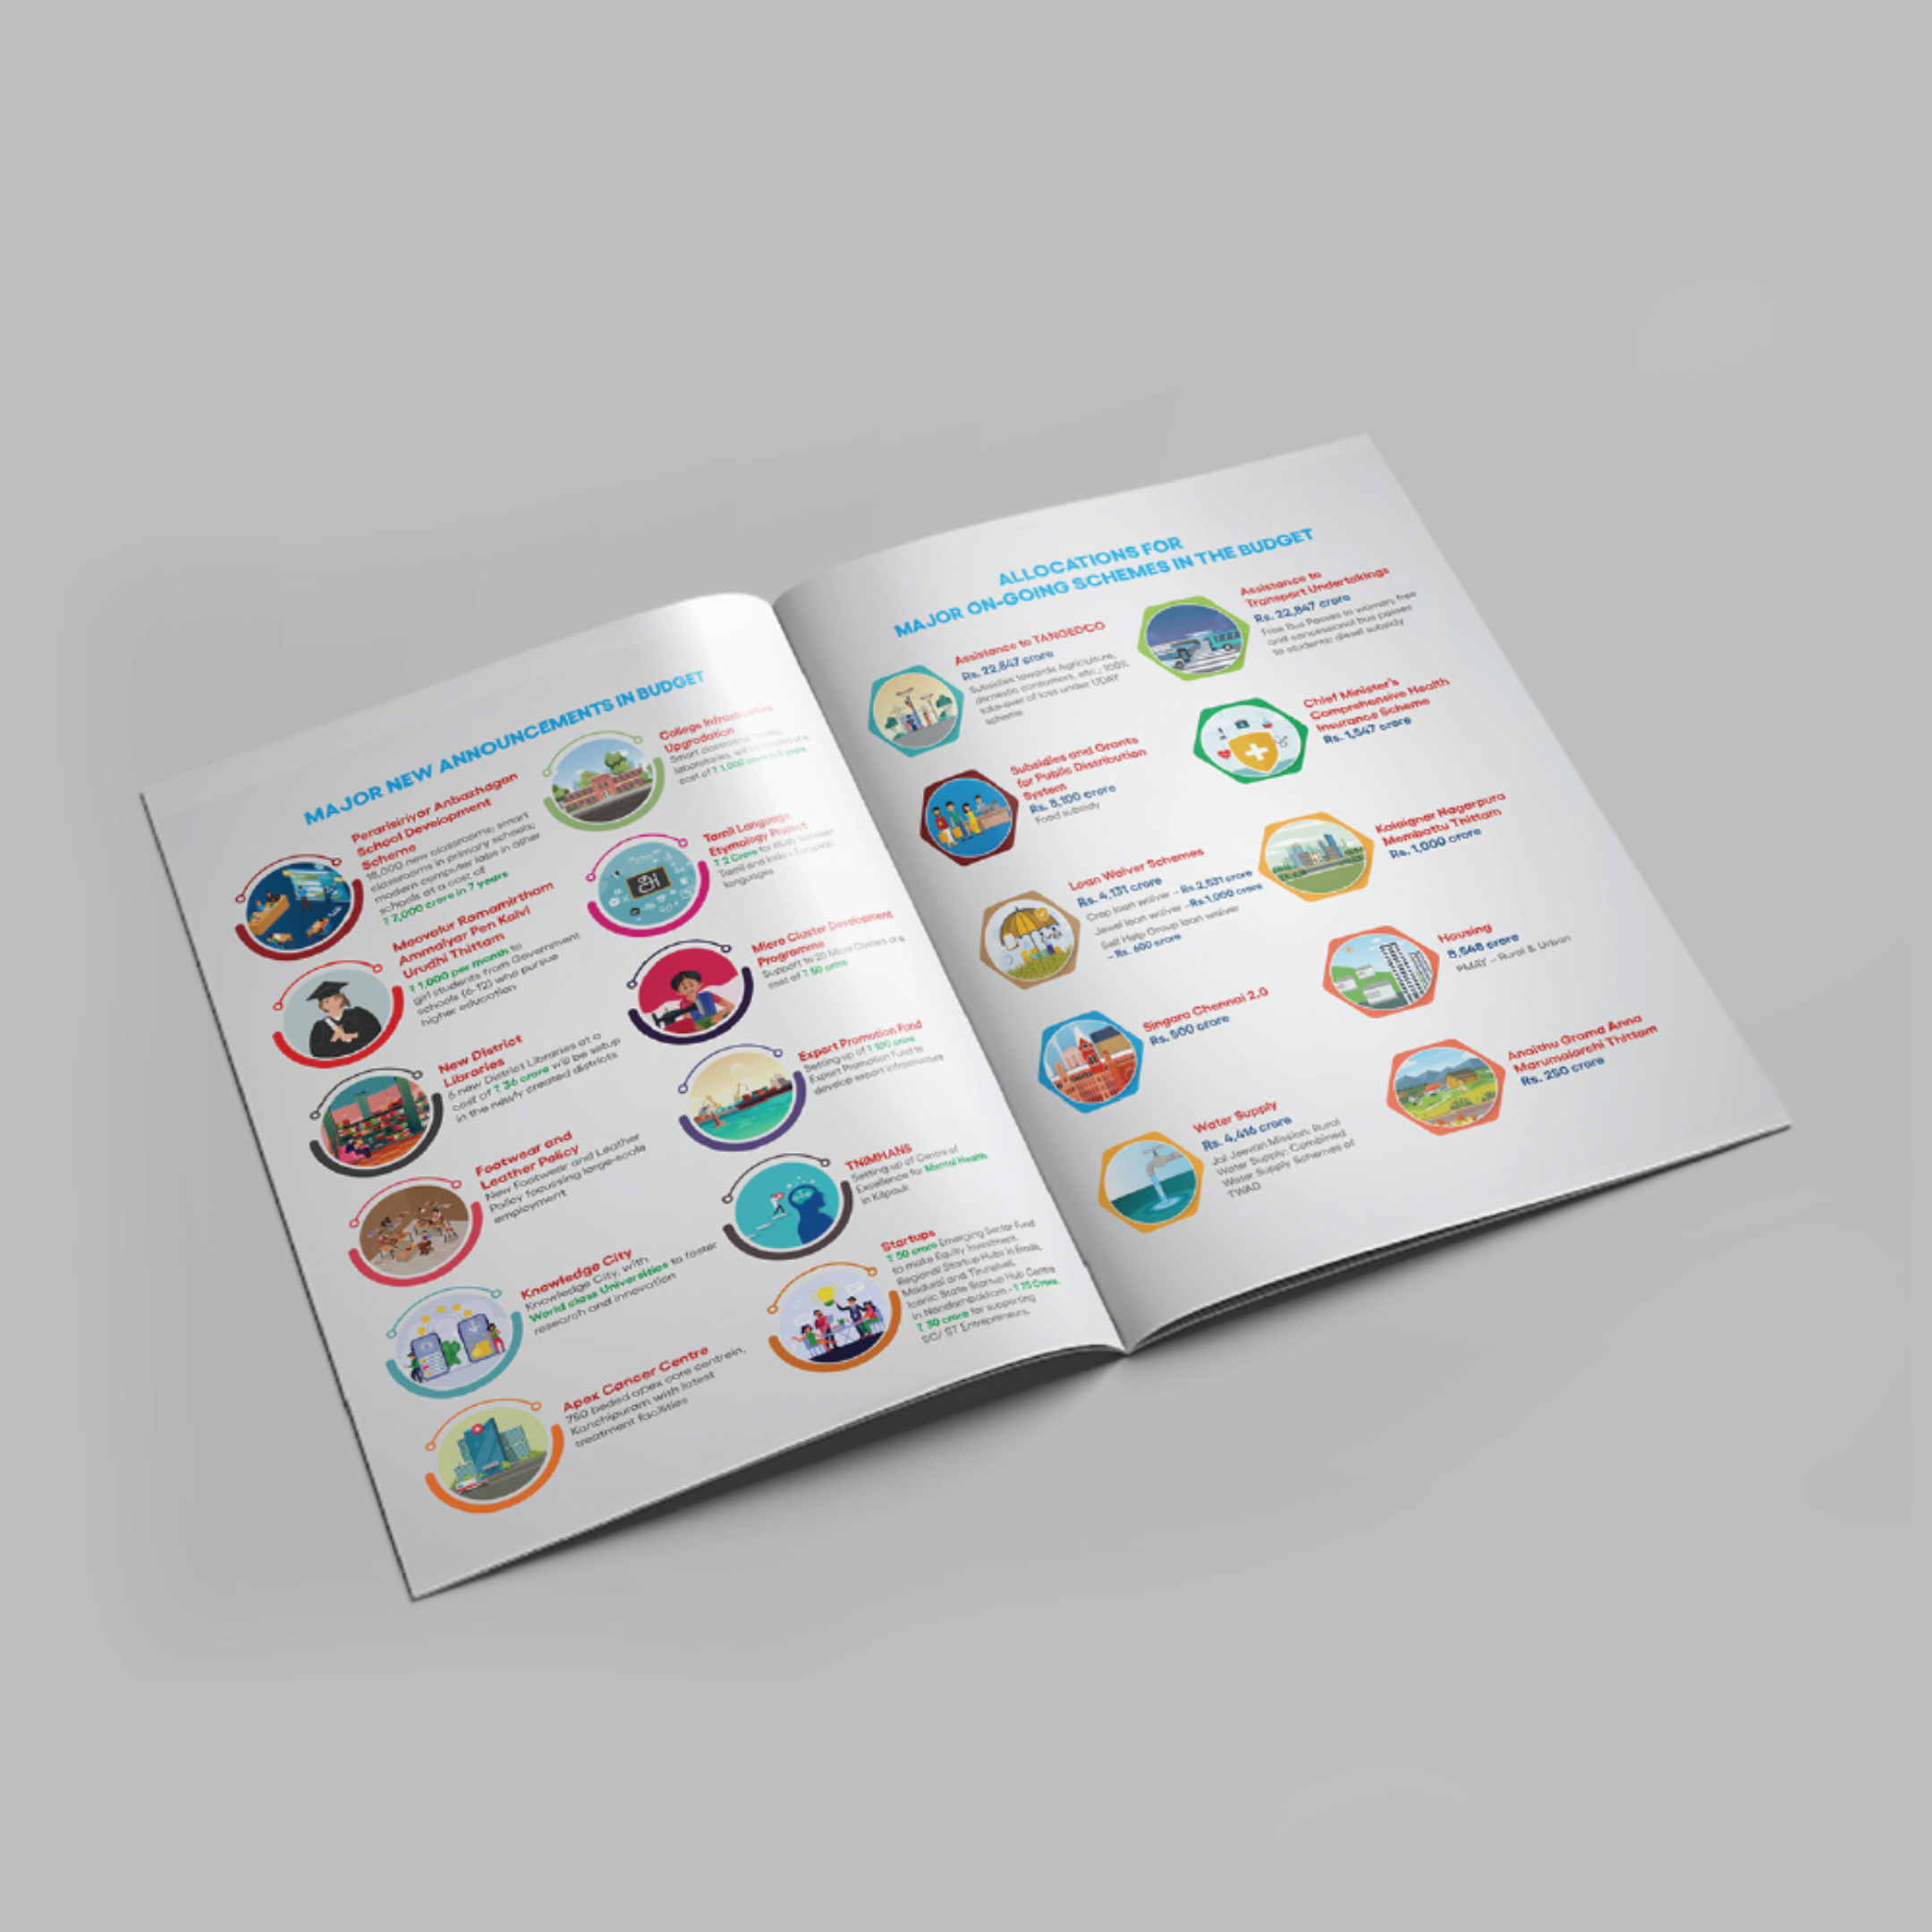 MAJOR NEW ANNOUNCEMENTS IN BUDGET
Perarisiriyar Anbazhagan
School Development
Scheme
18,000 new classrooms; smart
classrooms in primary schools;
modern computer labs in other
schools at a cost of
₹ 7,000 crore in 7 years
Moovalur Ramamirtham
Ammaiyar Pen Kalvi
Urudhi Thittam
₹ 1,000 per month to
girl students from Government
schools (6-12) who pursue
higher education
New District
Libraries
6 new District Libraries at a
cost of ₹ 36 crore will be setup
in the newly created districts
Footwear and
Leather Policy
New Footwear and Leather
Policy focussing large-scale
employment
Knowledge City
Knowledge City, with
World class Universities to foster
research and innovation
Apex Cancer Centre
750 beded apex care centrein,
Kanchipuram with latest
treatment facilities
College Infrastructure
Upgradation
Smart classrooms,
laboratories, will be
cost of ₹ 1,000 crore in 5 years
Tamil Language
Etymology Project
₹ 2 Crore for study between
Tamil and Indo - European
languages
Micro Cluster Development
Programme
Support to 20 Micro Clusters at a
cost of ₹ 50 crore
Export Promotion Fund
Setting up of ₹ 100 crore
Export Promotion Fund to
develop export infrastructure
TNIMHANS
Setting up of Centre of
Excellence for Mental Health
in Kilpauk
Startups
₹ 50 crore Emerging Sector Fund
to make Equity Investment.
Regional Startup Hubs in Erode,
Madurai and Tirunelveli.
Iconic State Startup Hub Centre
in Nandambakkam - ₹ 75 Crore.
₹ 30 crore for supporting
SC/ ST Entrepreneurs.
ALLOCATIONS FOR
MAJOR ON-GOING SCHEMES IN THE BUDGET
Assistance to TANGEDCO
Rs. 22,847 crore
Subsidies towards Agriculture,
domestic consumers, etc.; 100%
take-over of loss under UDAY
scheme
Subsidies and Grants
for Public Distribution
System
Rs. 8,100 crore
Food subsidy
Loan Waiver Schemes
Rs. 4,131 crore
Crop loan waiver - Rs.2,531 crore
Jewel loan waiver -Rs.1,000 crore
Self Help Group loan waiver
- Rs. 600 crore
Singara Chennai 2.0
Rs. 500 crore
Water Supply
Rs. 4,416 crore
Jal Jeevan Mission; Rural
Water Supply; Combined
Water Supply Schemes of
TWAD
Assistance to
Transport Undertakings
Rs. 22,847 crore
Free Bus Passes to women; free
and concessional bus passes
to students; diesel subsidy
Chief Minister's
Comprehensive Health
Insurance Scheme
Rs. 1,547 crore
Kalaignar Nagarpura
Membattu Thittam
Rs. 1,000 crore
Housing
8,548 crore
PMAY - Rural & Urban
Anaithu Grama Anna
Marumalarchi Thittam
Rs. 250 crore